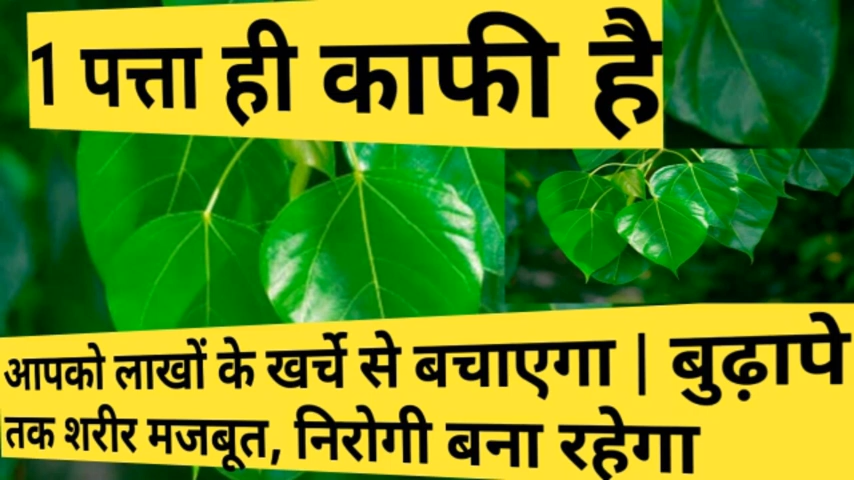 1 पत्ता ही काफी है
आपको लाखों के खर्चे से बचाएगा | बुढ़ापे
तक शरीर मजबूत, निरोगी बना रहेगा